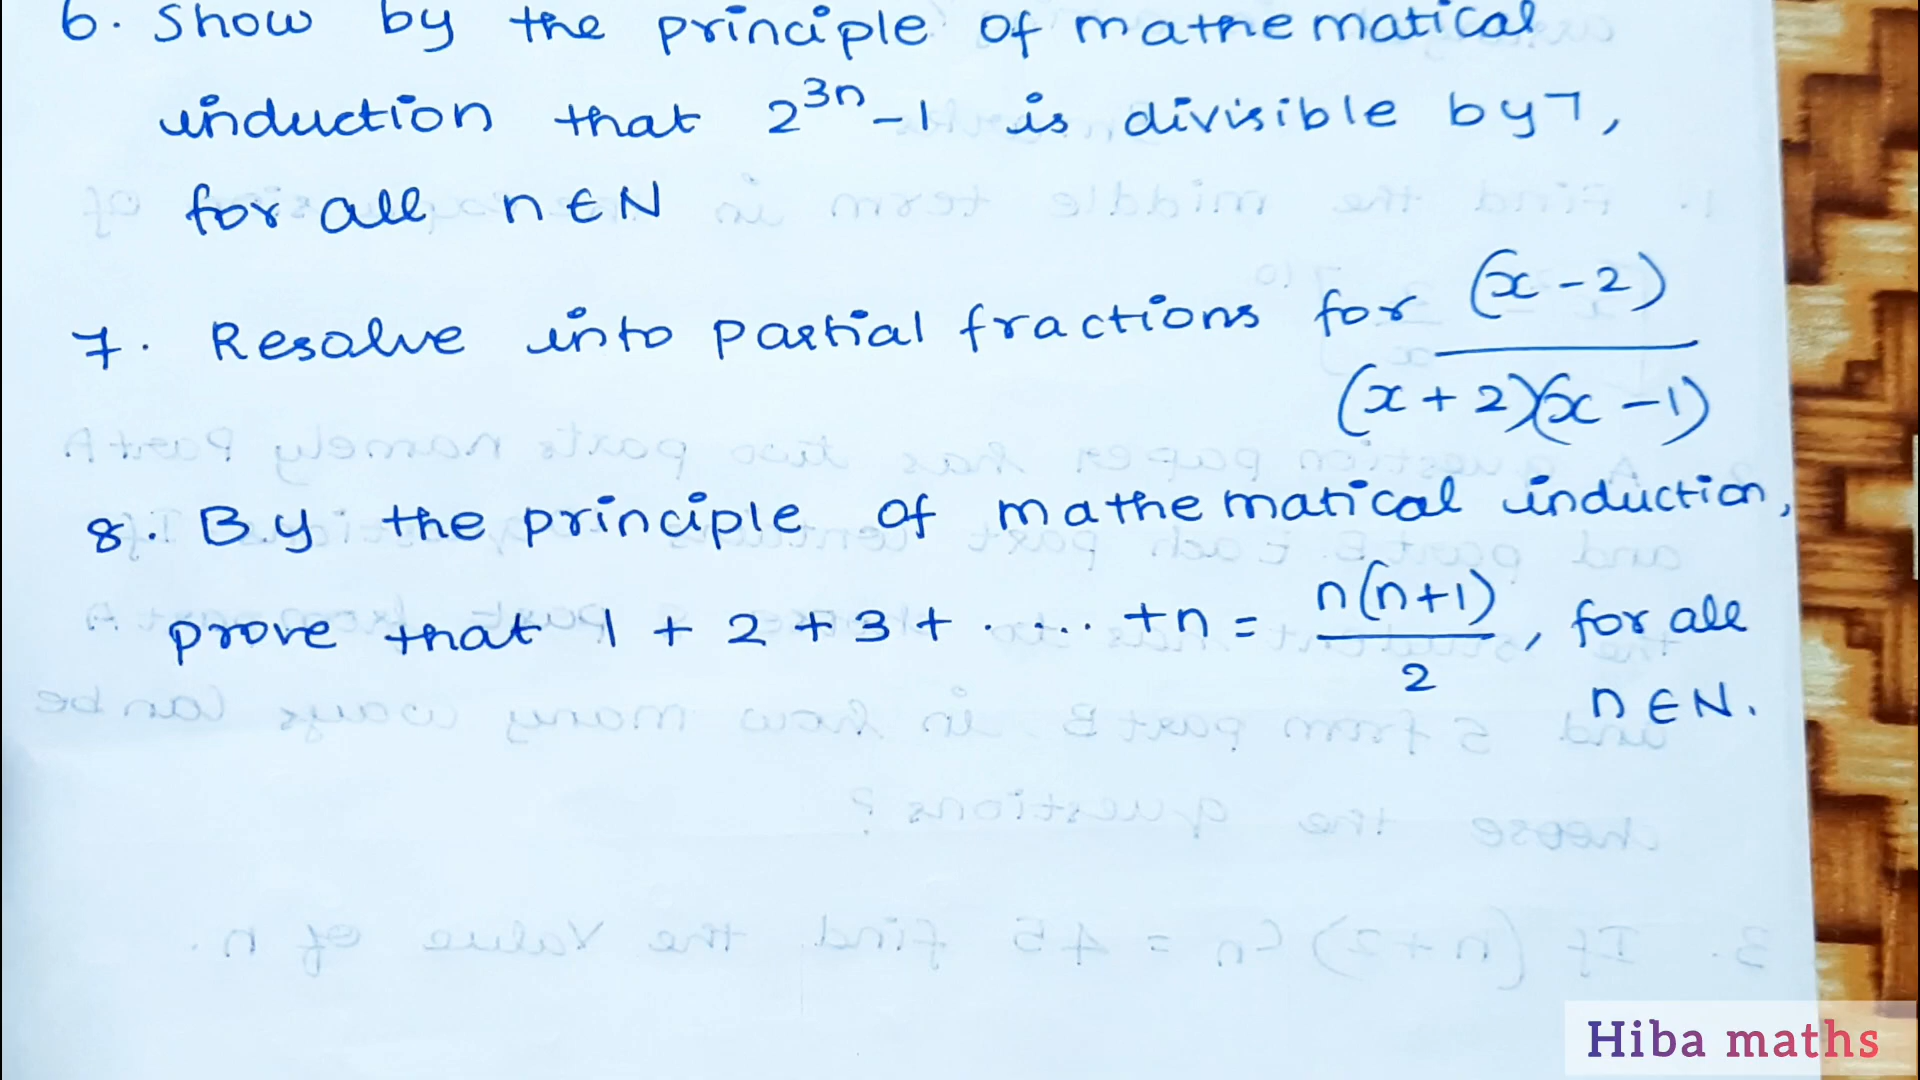 6. Show by the principle of mathematical
induction that 2^3n - 1 is divisible by 7,
for all n ∈ N
7. Resolve into partial fractions for (x-2)
(x+2)(x-1)
8. By the principle of mathematical induction,
prove that 1 + 2 + 3 + ..... + n = n(n+1)/2, for all
n ∈ N.
Hiba maths